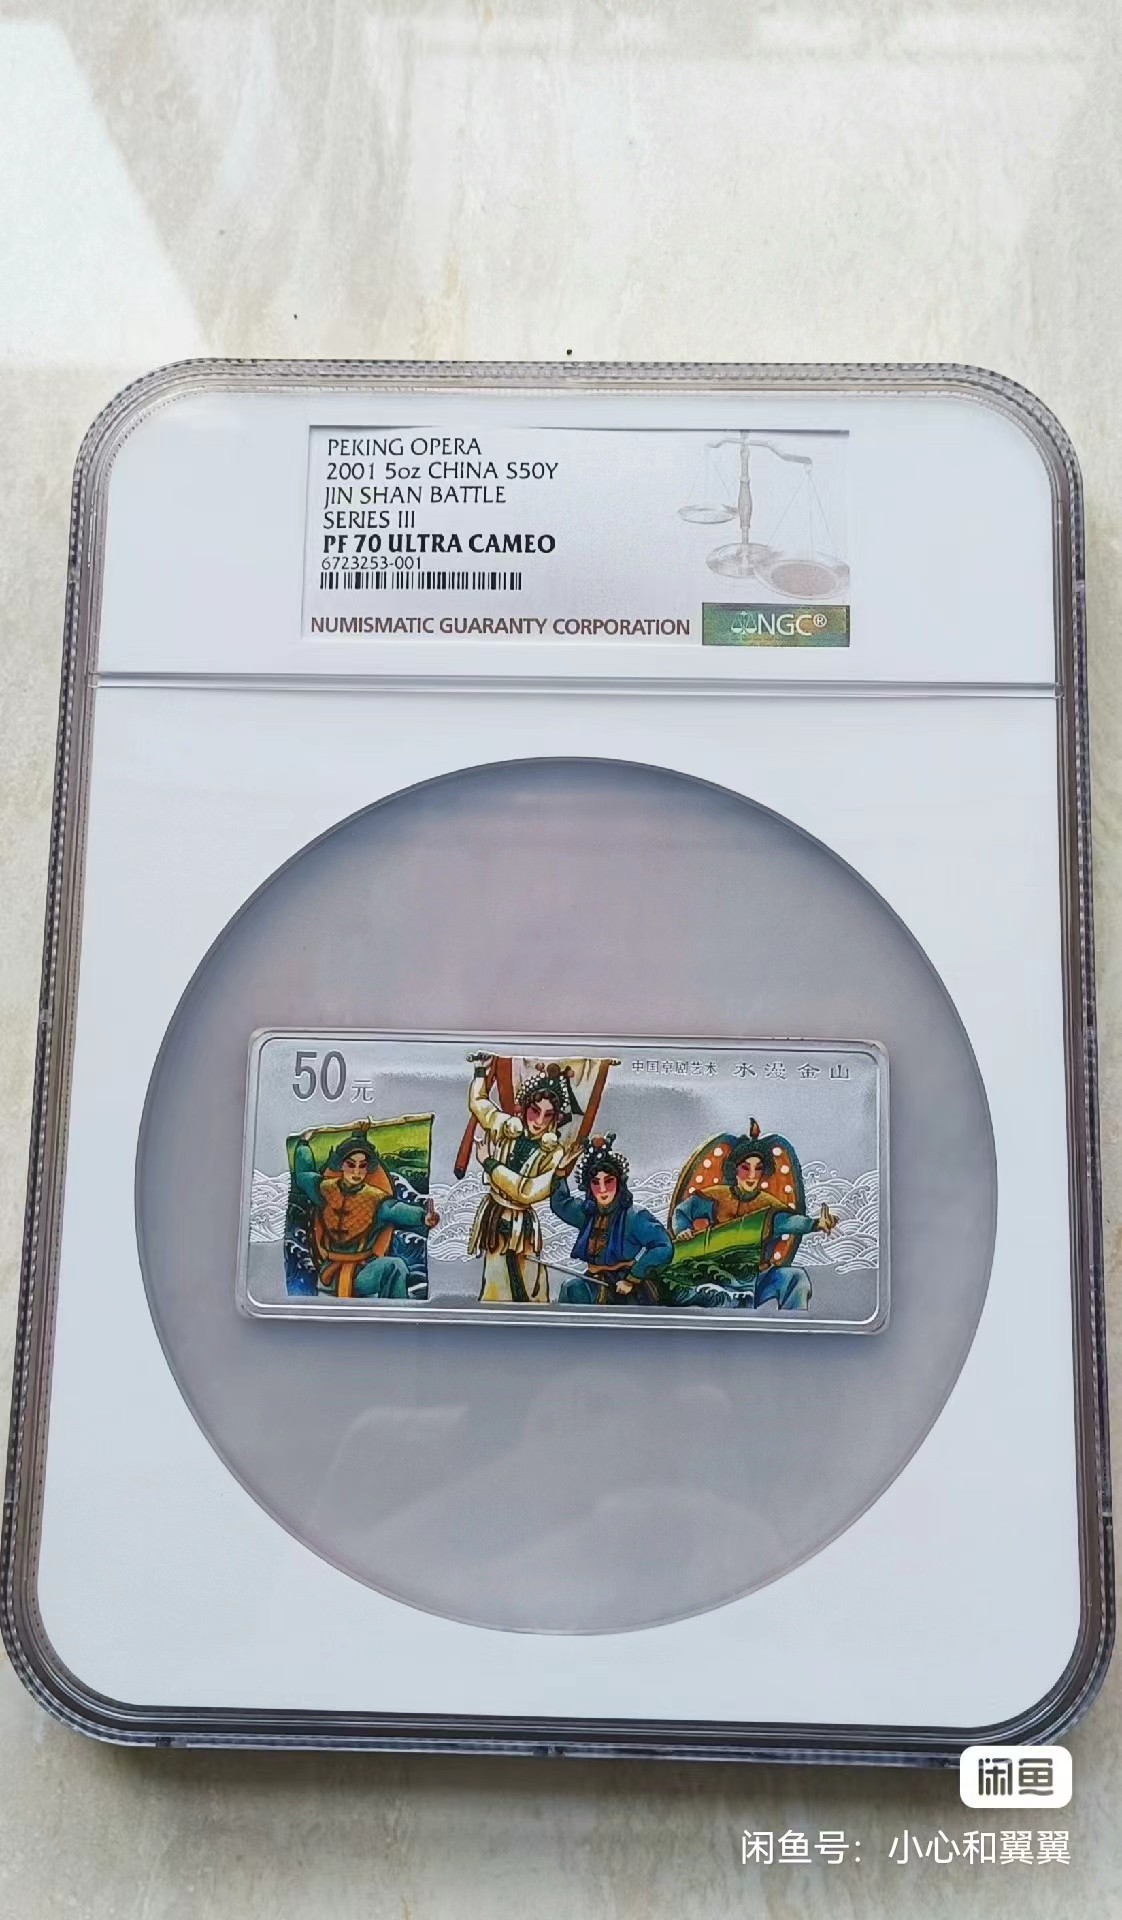 PEKING OPERA
2001 5oz CHINA S50Y
JIN SHAN BATTLE
SERIES III
PF 70 ULTRA CAMEO
6723253-001
NUMISMATIC GUARANTY CORPORATION
NGC®
50元
中国京剧艺术 水漫金山
闲鱼
闲鱼号：小心和翼翼